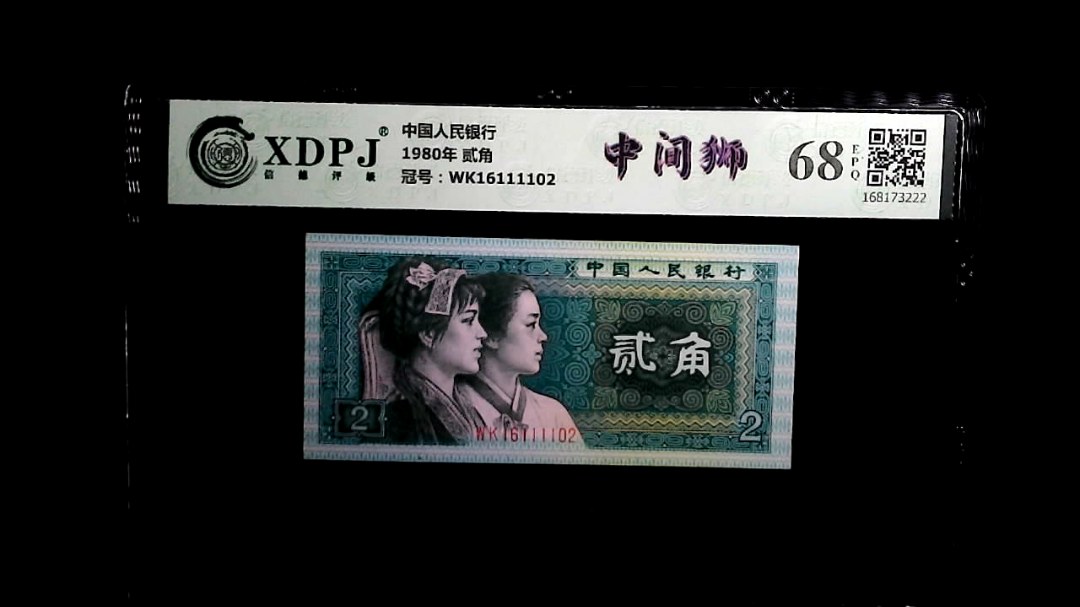 XDPJ®
信德评级
中国人民银行
1980年 贰角
冠号：WK16111102
中间狮
68
EPQ
168173222
中国人民银行
贰角
2
WK16111102
2